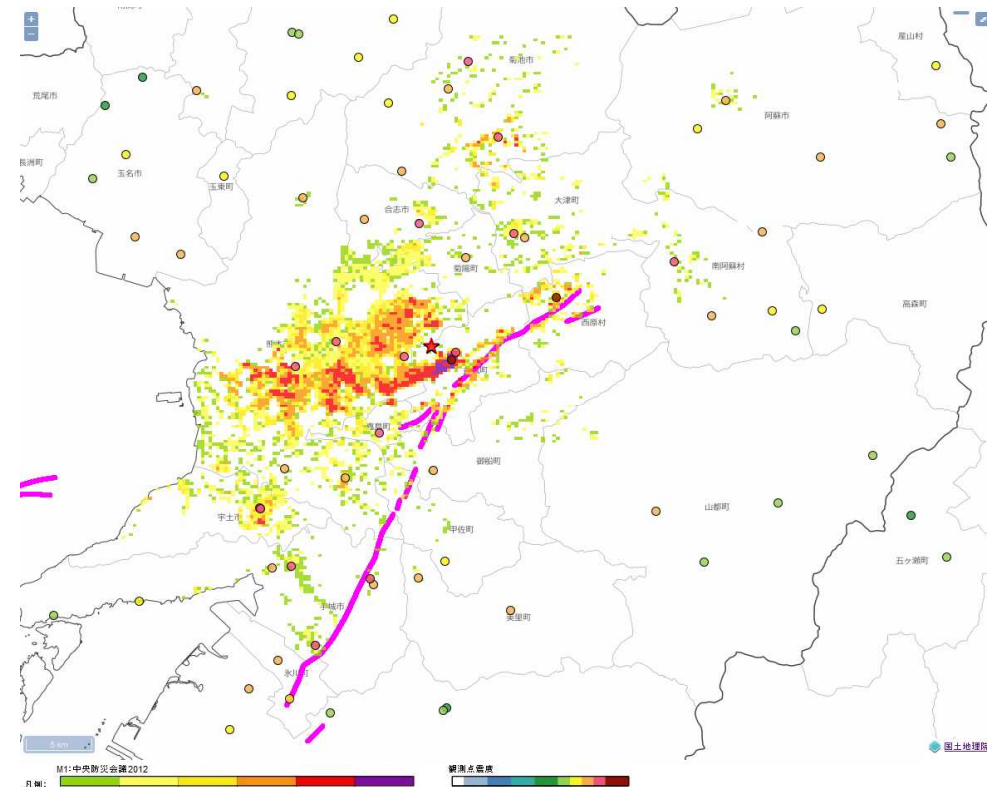 +
−
産山村
菊池市
荒尾市
阿蘇市
長洲町
玉名市
玉東町
大津町
合志市
菊陽町
南阿蘇村
高森町
西原村
嘉島町
御船町
山都町
宇土市
甲佐町
五ヶ瀬町
宇城市
美里町
氷川町
5 km
国土地理院
M1:中央防災会議2012
観測点震度
凡例: